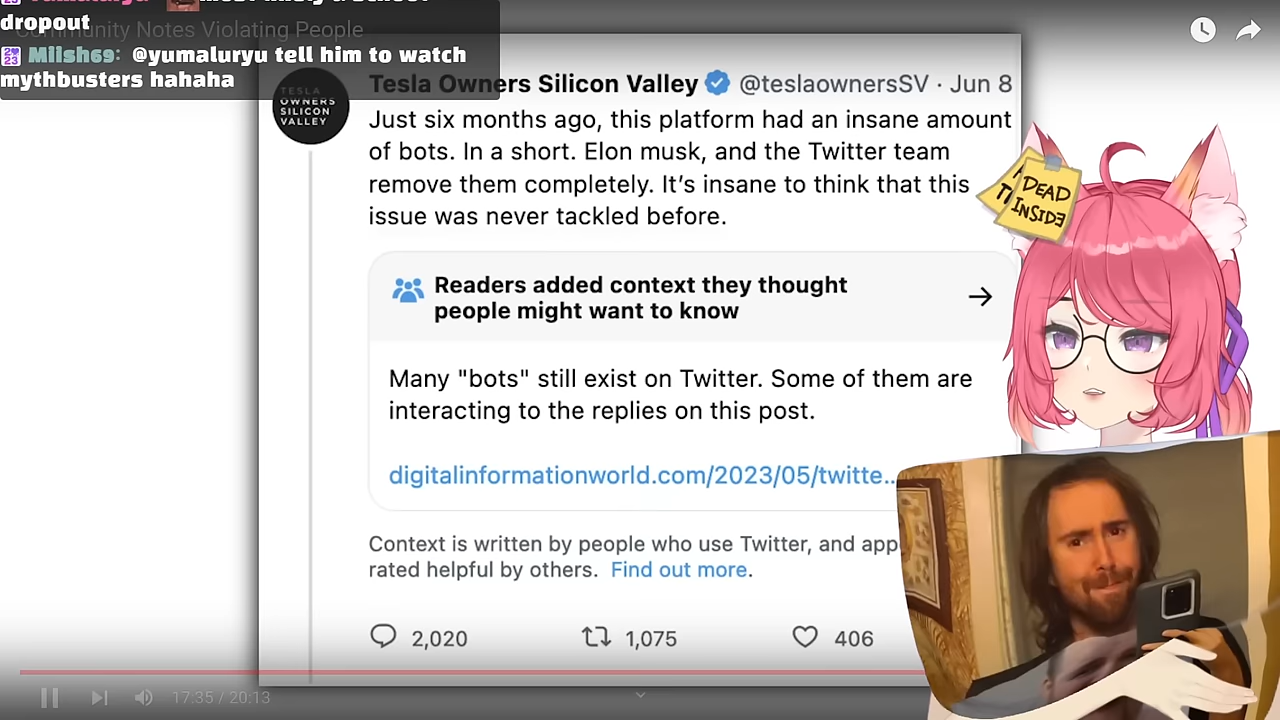 dropout
Community Notes Violating People
Miish69: @yumaluryu tell him to watch
mythbusters hahaha
TESLA
OWNERS
SILICON
VALLEY
Tesla Owners Silicon Valley @teslaownersSV · Jun 8
Just six months ago, this platform had an insane amount
of bots. In a short. Elon musk, and the Twitter team
remove them completely. It’s insane to think that this
issue was never tackled before.
DEAD
INSIDE
Readers added context they thought
people might want to know
Many "bots" still exist on Twitter. Some of them are
interacting to the replies on this post.
digitalinformationworld.com/2023/05/twitte...
Context is written by people who use Twitter, and app
rated helpful by others. Find out more.
2,020 1,075 406
17:35 / 20:13